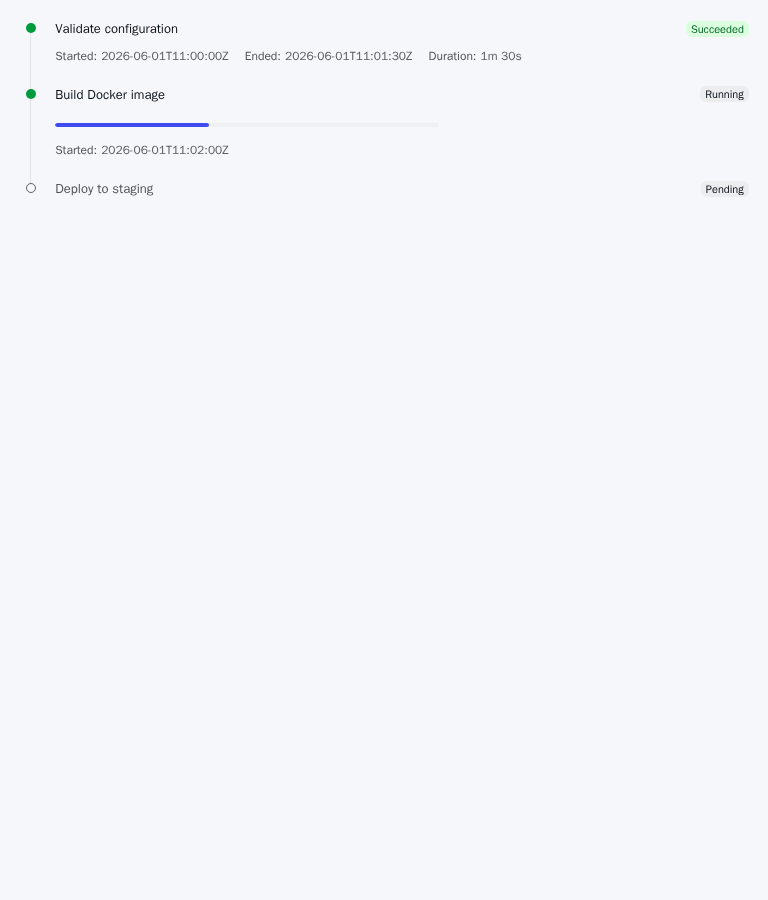 Validate configuration Succeeded
Started: 2026-06-01T11:00:00Z Ended: 2026-06-01T11:01:30Z Duration: 1m 30s
Build Docker image Running
Started: 2026-06-01T11:02:00Z
Deploy to staging Pending